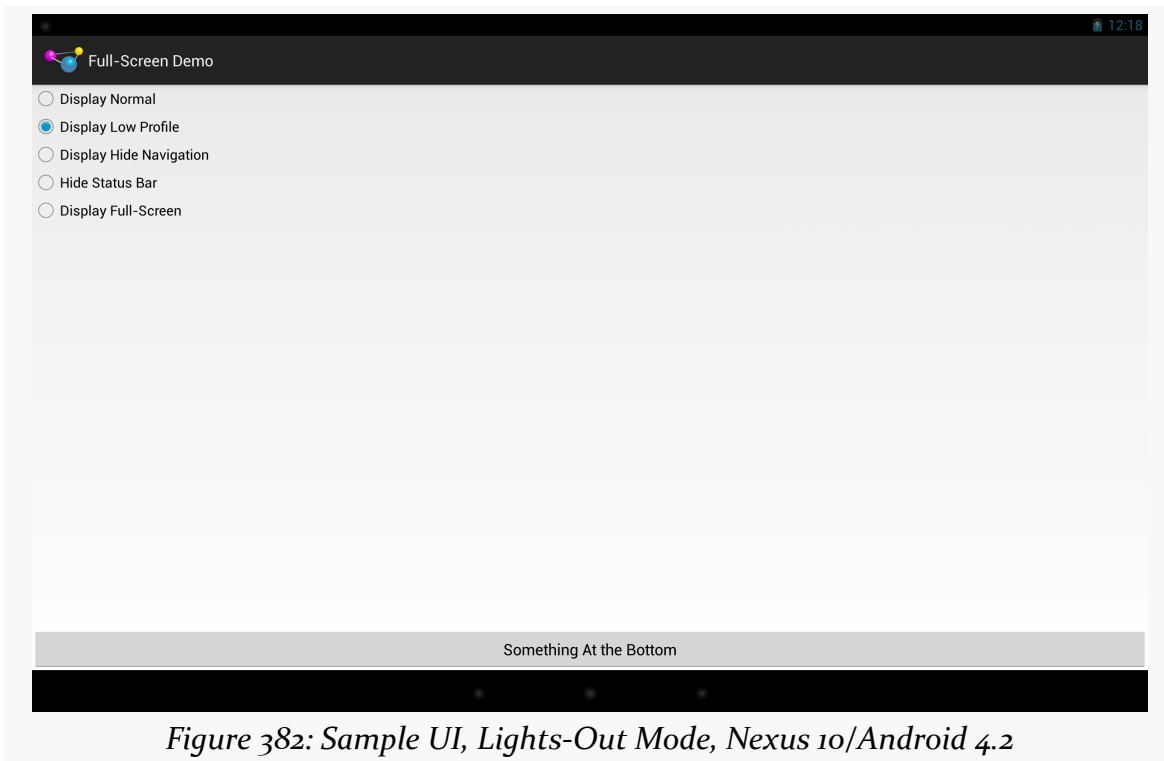 12:18
Full-Screen Demo
Display Normal
Display Low Profile
Display Hide Navigation
Hide Status Bar
Display Full-Screen
Something At the Bottom
Figure 382: Sample UI, Lights-Out Mode, Nexus 10/Android 4.2